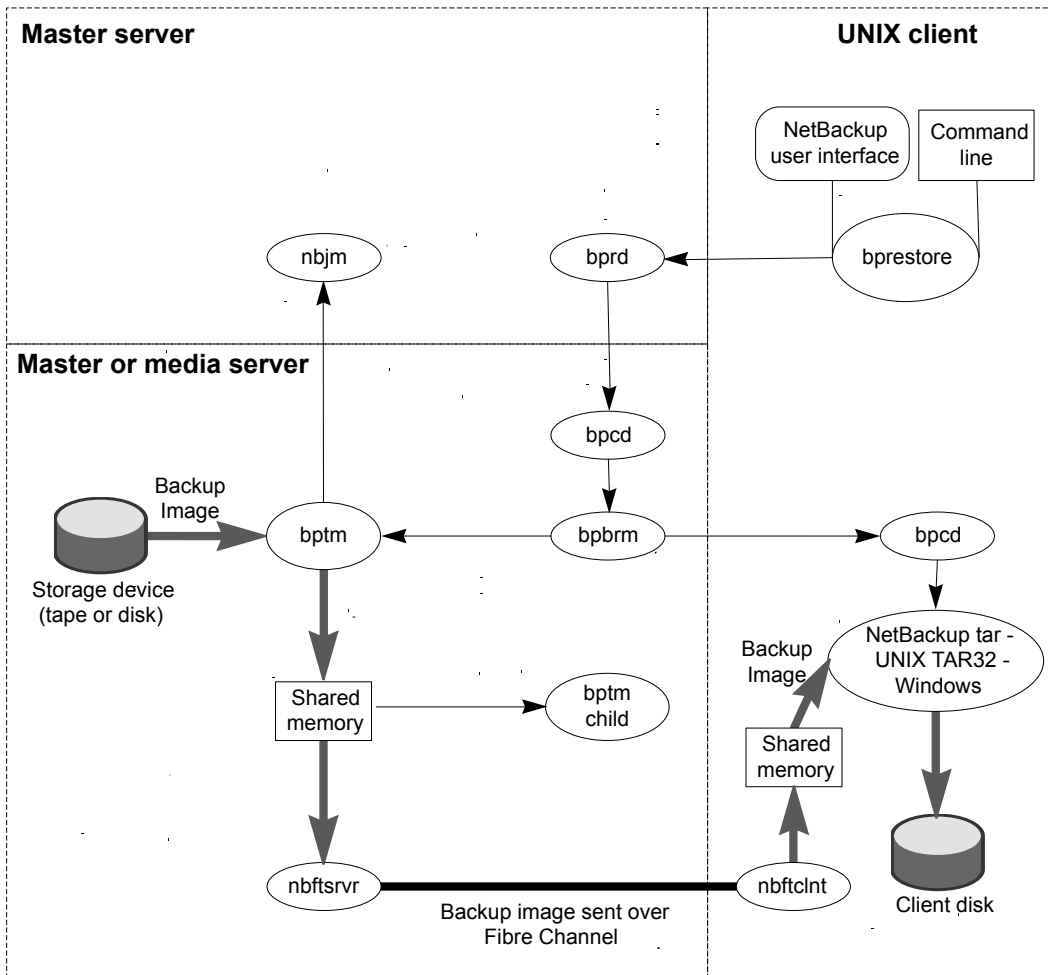 Master server
UNIX client
NetBackup
user interface
Command
line
nbjm
bprd
bprestore
Master or media server
bpcd
Backup
Image
bptm
bpbrm
bpcd
Storage device
(tape or disk)
NetBackup tar -
UNIX TAR32 -
Windows
Backup
Image
Shared
memory
bptm
child
Shared
memory
nbftsrvr
nbftclnt
Client disk
Backup image sent over
Fibre Channel